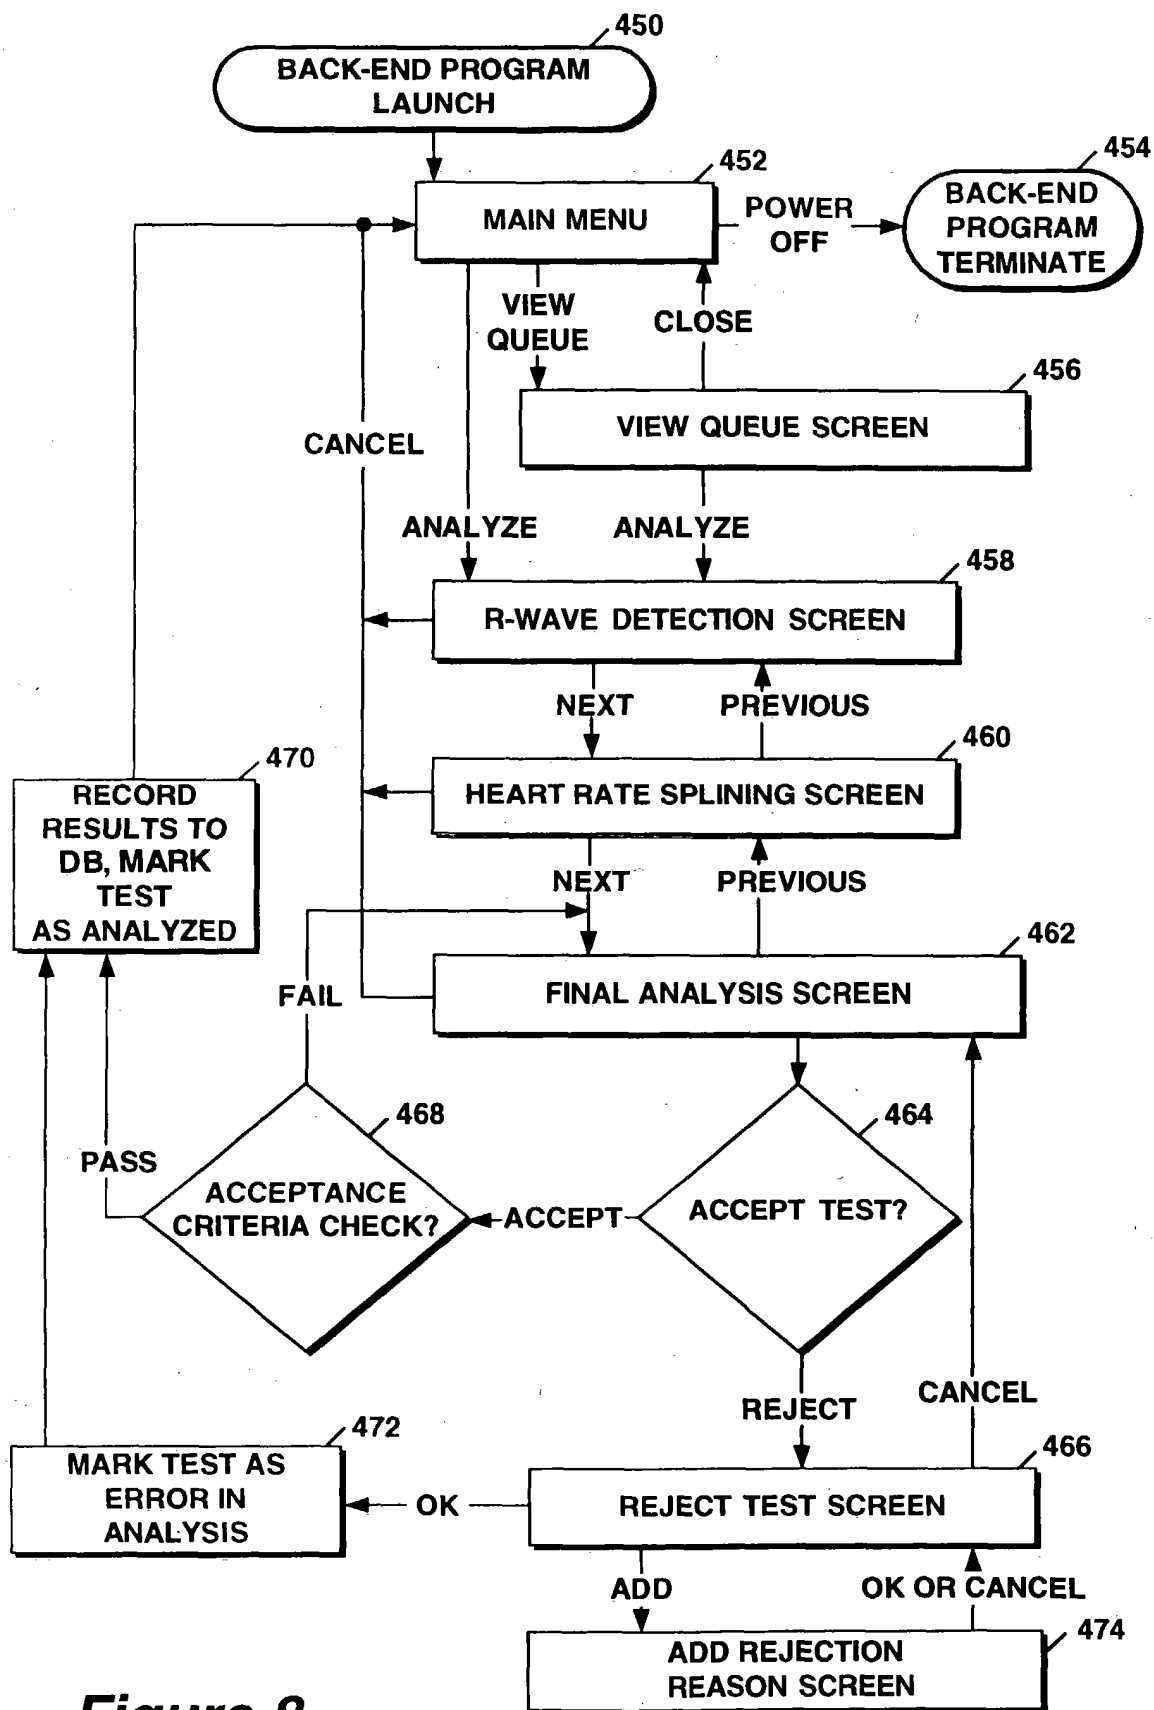 450
BACK-END PROGRAM
LAUNCH
452
MAIN MENU
POWER
OFF
454
BACK-END
PROGRAM
TERMINATE
VIEW
QUEUE
CLOSE
456
VIEW QUEUE SCREEN
CANCEL
ANALYZE
ANALYZE
458
R-WAVE DETECTION SCREEN
NEXT
PREVIOUS
460
HEART RATE SPLINING SCREEN
470
RECORD
RESULTS TO
DB, MARK
TEST
AS ANALYZED
NEXT
PREVIOUS
462
FINAL ANALYSIS SCREEN
FAIL
468
ACCEPTANCE
CRITERIA CHECK?
PASS
464
ACCEPT TEST?
ACCEPT
REJECT
CANCEL
472
MARK TEST AS
ERROR IN
ANALYSIS
OK
466
REJECT TEST SCREEN
ADD
OK OR CANCEL
474
ADD REJECTION
REASON SCREEN
Figure 8